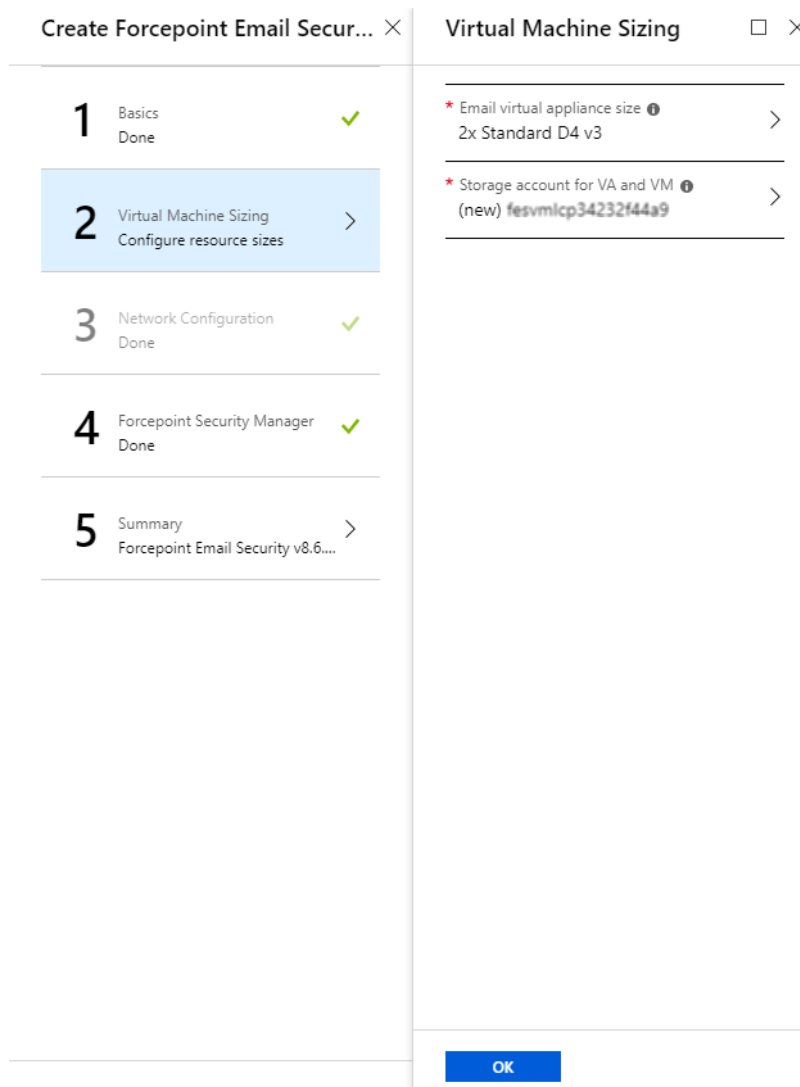 Create Forcepoint Email Secur...
1
Basics
Done
2
Virtual Machine Sizing
Configure resource sizes
3
Network Configuration
Done
4
Forcepoint Security Manager
Done
5
Summary
Forcepoint Email Security v8.6....
Virtual Machine Sizing
* Email virtual appliance size
2x Standard D4 v3
* Storage account for VA and VM
(new)
OK